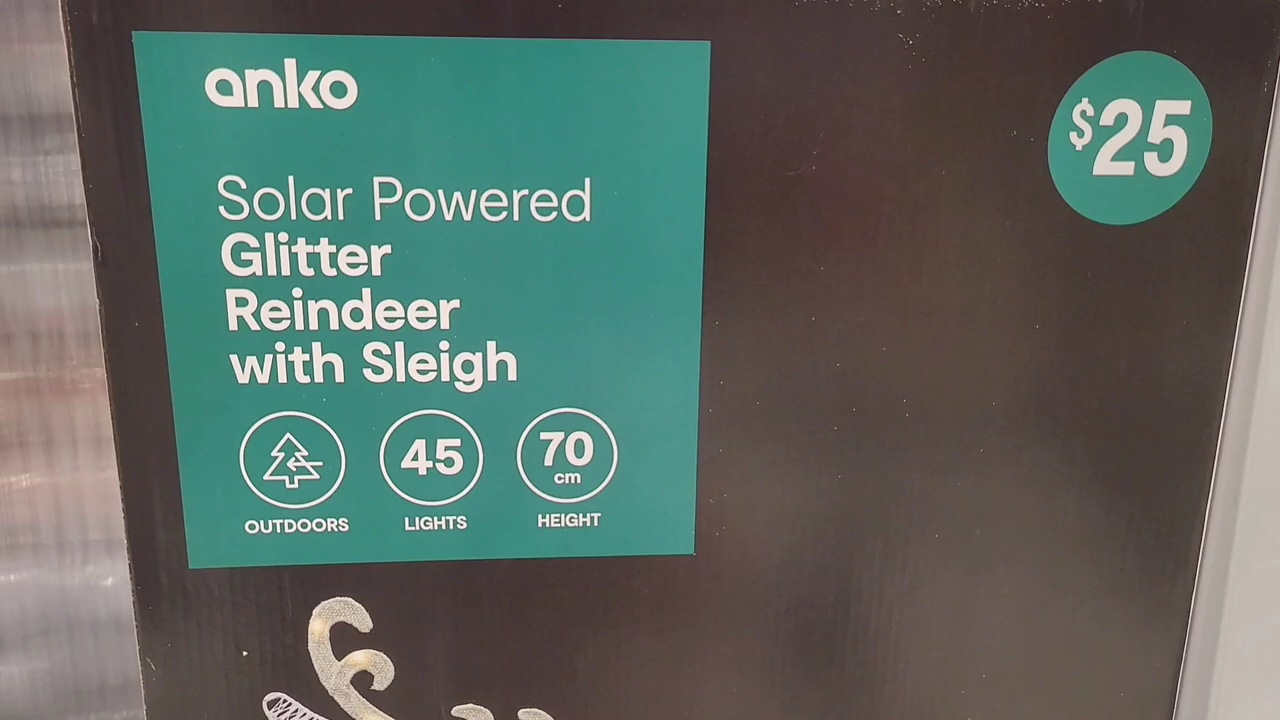 anko
$25
Solar Powered
Glitter
Reindeer
with Sleigh
45
70
cm
OUTDOORS
LIGHTS
HEIGHT